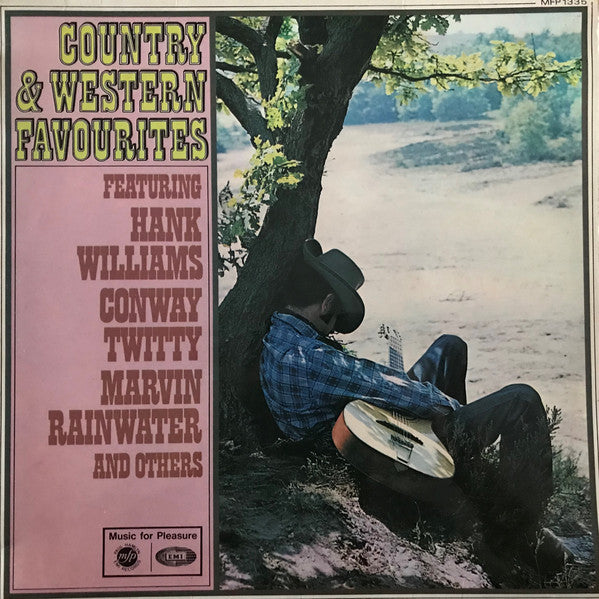 MFP 1335
COUNTRY
& WESTERN
FAVOURITES
FEATURING
HANK
WILLIAMS
CONWAY
TWITTY
MARVIN
RAINWATER
AND OTHERS
Music for Pleasure
mfp
EMI